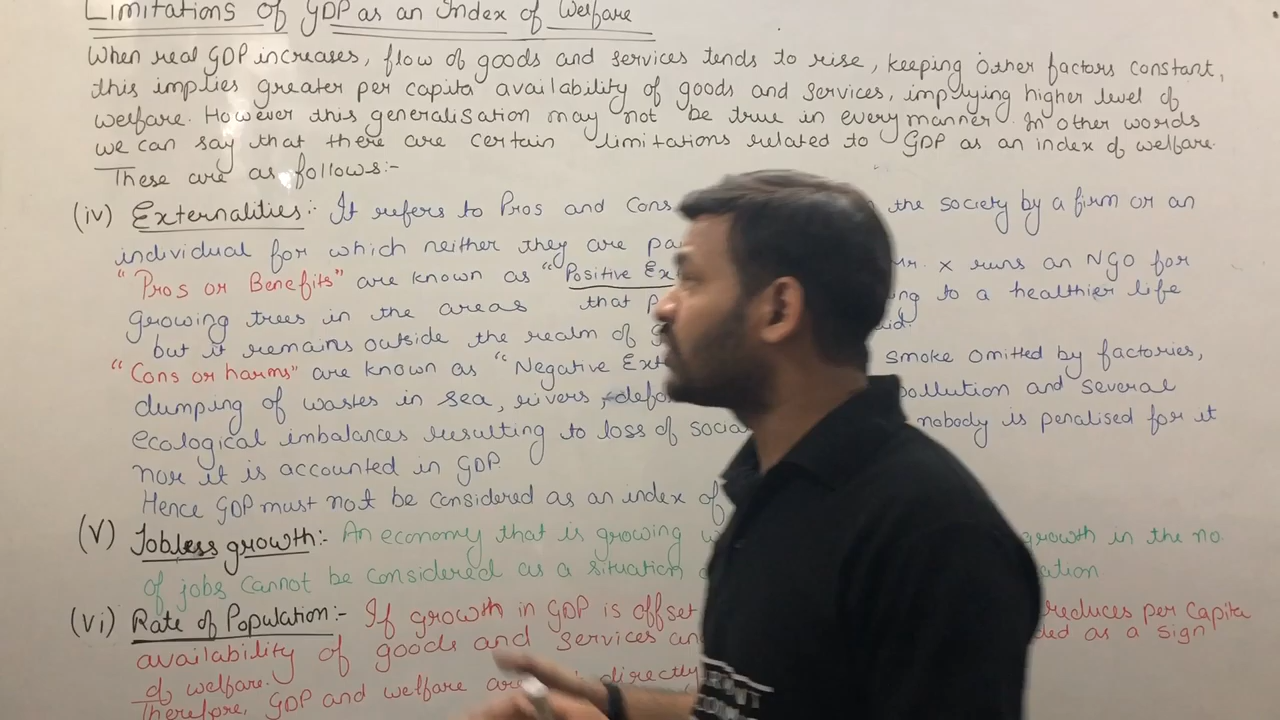 Limitations of GDP as an Index of Welfare
When real GDP increases, flow of goods and services tends to rise, keeping other factors constant,
this implies greater per capita availability of goods and services, implying higher level of
welfare. However this generalisation may not be true in every manner. In other words
we can say that there are certain limitations related to GDP as an index of welfare.
These are as follows:-
(iv) Externalities:- It refers to Pros and Cons the society by a firm or an
individual for which neither they are
"Pros or Benefits" are known as "Positive Mr. X runs an NGO for
growing trees in the areas that to a healthier life
but it remains outside the realm of
"Cons or harms" are known as "Negative smoke omitted by factories,
dumping of wastes in sea, rivers, pollution and several
ecological imbalances resulting to loss of nobody is penalised for it
nor it is accounted in GDP.
Hence GDP must not be considered as an index of
(V) Jobless growth:- An economy that is growing growth in the no.
of jobs cannot be considered as a situation
(vi) Rate of Population:- If growth in GDP is offset reduces per capita
availability of goods and services as a sign
of welfare.
Therefore, GDP and welfare are directly